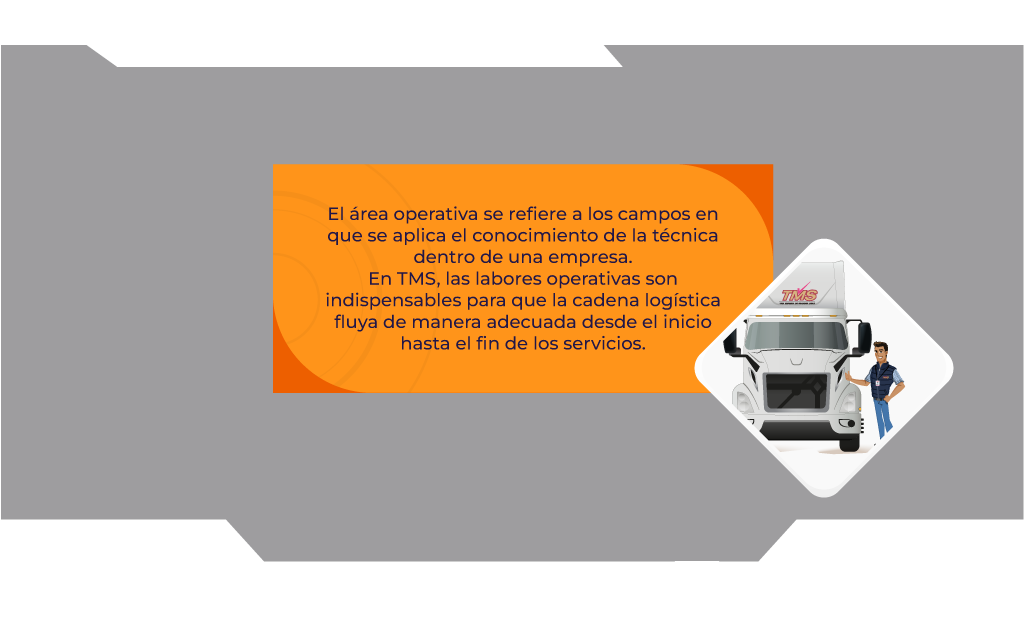 El área operativa se refiere a los campos en
que se aplica el conocimiento de la técnica
dentro de una empresa.
En TMS, las labores operativas son
indispensables para que la cadena logística
fluya de manera adecuada desde el inicio
hasta el fin de los servicios.
TMS